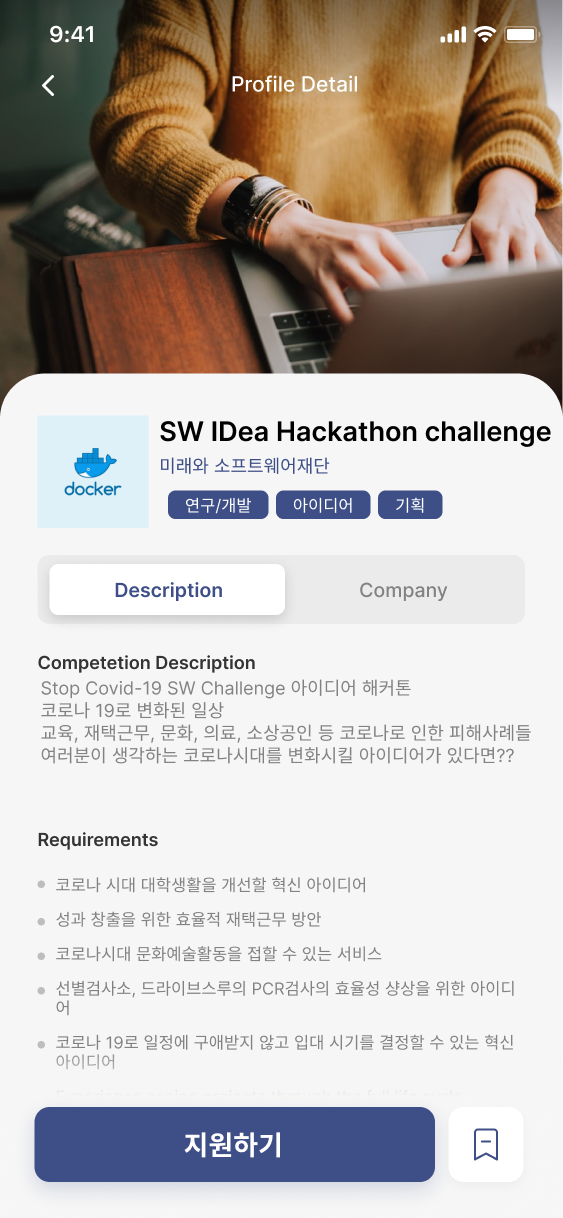 9:41
Profile Detail
SW IDea Hackathon challenge
docker
미래와 소프트웨어재단
연구/개발 아이디어 기획
Description Company
Competetion Description
Stop Covid-19 SW Challenge 아이디어 해커톤
코로나 19로 변화된 일상
교육, 재택근무, 문화, 의료, 소상공인 등 코로나로 인한 피해사례들
여러분이 생각하는 코로나시대를 변화시킬 아이디어가 있다면??
Requirements
코로나 시대 대학생활을 개선할 혁신 아이디어
성과 창출을 위한 효율적 재택근무 방안
코로나시대 문화예술활동을 접할 수 있는 서비스
선별검사소, 드라이브스루의 PCR검사의 효율성 샹상을 위한 아이디
어
코로나 19로 일정에 구애받지 않고 입대 시기를 결정할 수 있는 혁신
아이디어
지원하기